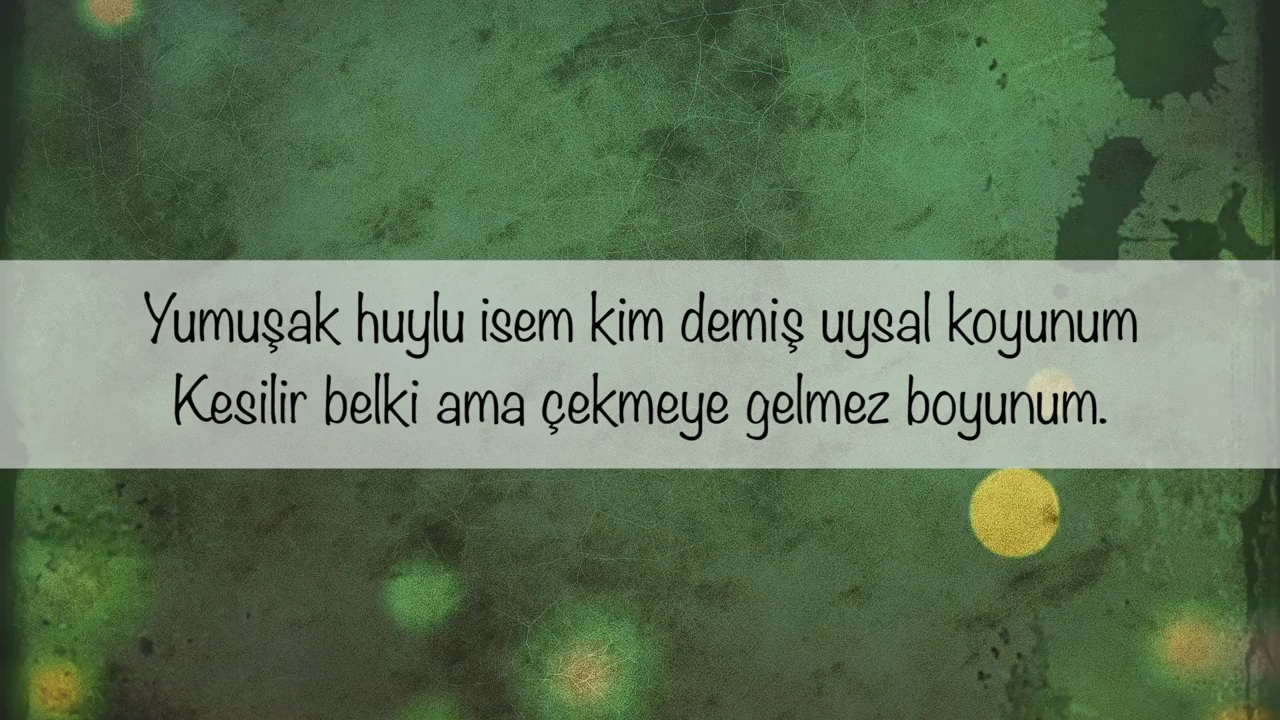 Yumuşak huylu isem kim demiş uysal koyunum
Kesilir belki ama çekmeye gelmez boyunum.